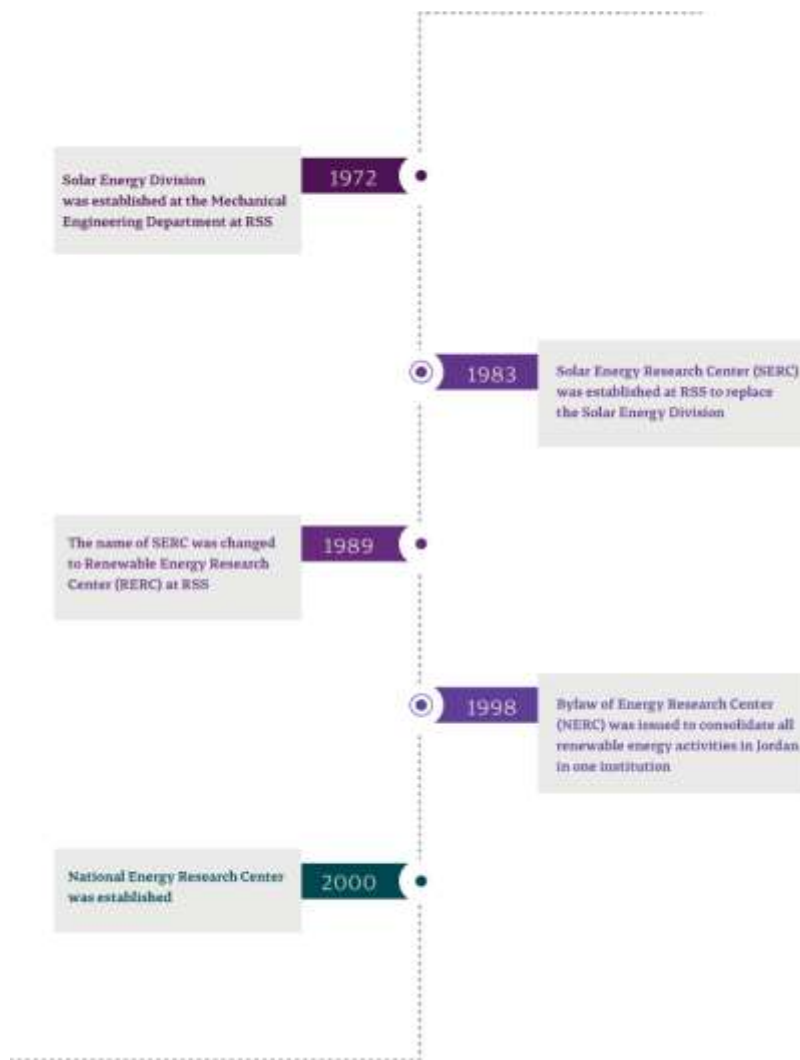 1972
Solar Energy Division
was established at the Mechanical
Engineering Department at RSS
1983
Solar Energy Research Center (SERC)
was established at RSS to replace
the Solar Energy Division
1989
The name of SERC was changed
to Renewable Energy Research
Center (RERC) at RSS
1998
Bylaw of Energy Research Center
(NERC) was issued to consolidate all
renewable energy activities in Jordan
in one institution
2000
National Energy Research Center
was established